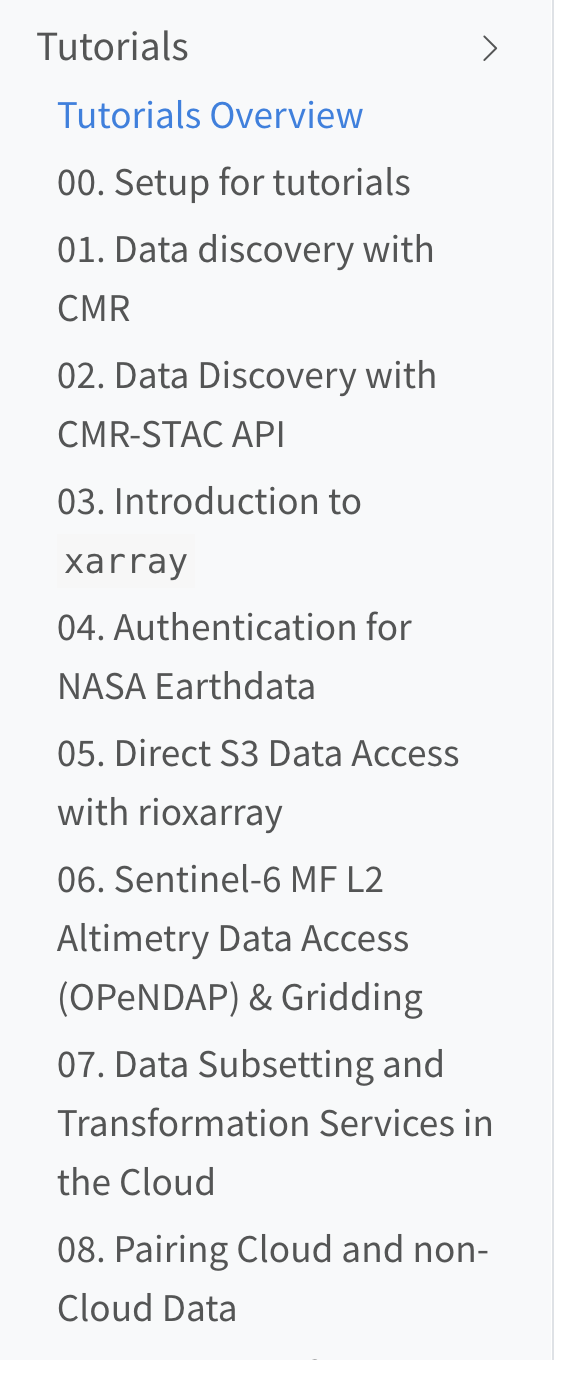 Tutorials
Tutorials Overview
00. Setup for tutorials
01. Data discovery with
CMR
02. Data Discovery with
CMR-STAC API
03. Introduction to
xarray
04. Authentication for
NASA Earthdata
05. Direct S3 Data Access
with rioxarray
06. Sentinel-6 MF L2
Altimetry Data Access
(OPeNDAP) & Gridding
07. Data Subsetting and
Transformation Services in
the Cloud
08. Pairing Cloud and non-
Cloud Data